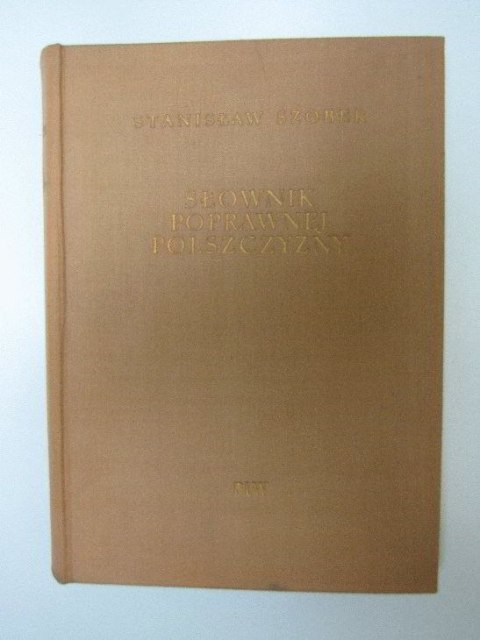 STANISŁAW SZOBER
SŁOWNIK
POPRAWNEJ
POLSZCZYZNY
PIW